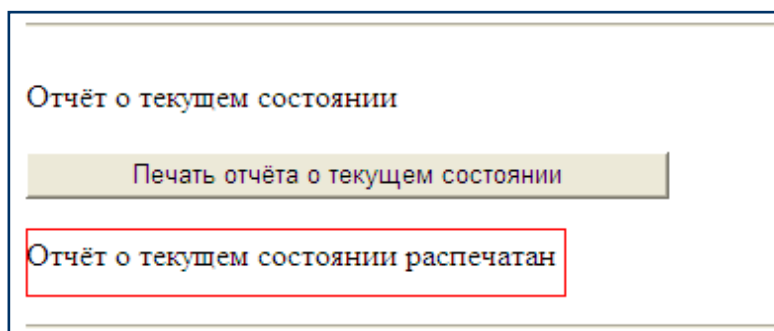 Отчёт о текущем состоянии
Печать отчёта о текущем состоянии
Отчёт о текущем состоянии распечатан